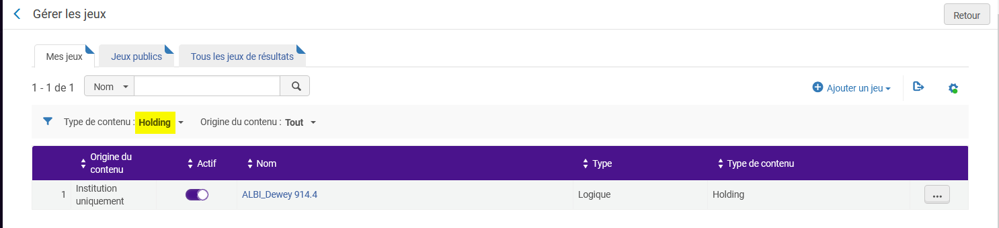 Gérer les jeux
Retour
Mes jeux
Jeux publics
Tous les jeux de résultats
1 - 1 de 1
Nom
Ajouter un jeu
Type de contenu : Holding
Origine du contenu : Tout
Origine du
contenu
Actif
Nom
Type
Type de contenu
1
Institution
uniquement
ALBI_Dewey 914.4
Logique
Holding
...